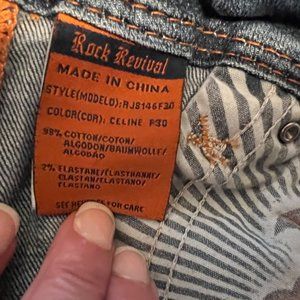 Rock Revival
MADE IN CHINA
STYLE(MODELO): RJ8146F30
COLOR(COR): CELINE P30
98% COTTON/COTON/
ALGODON/BAUMWOLLE/
ALGODÃO
2% ELASTANE/ELASTHANNE/
ELASTAN/ELASTANO/
ELASTANO
SEE REVERSE FOR CARE